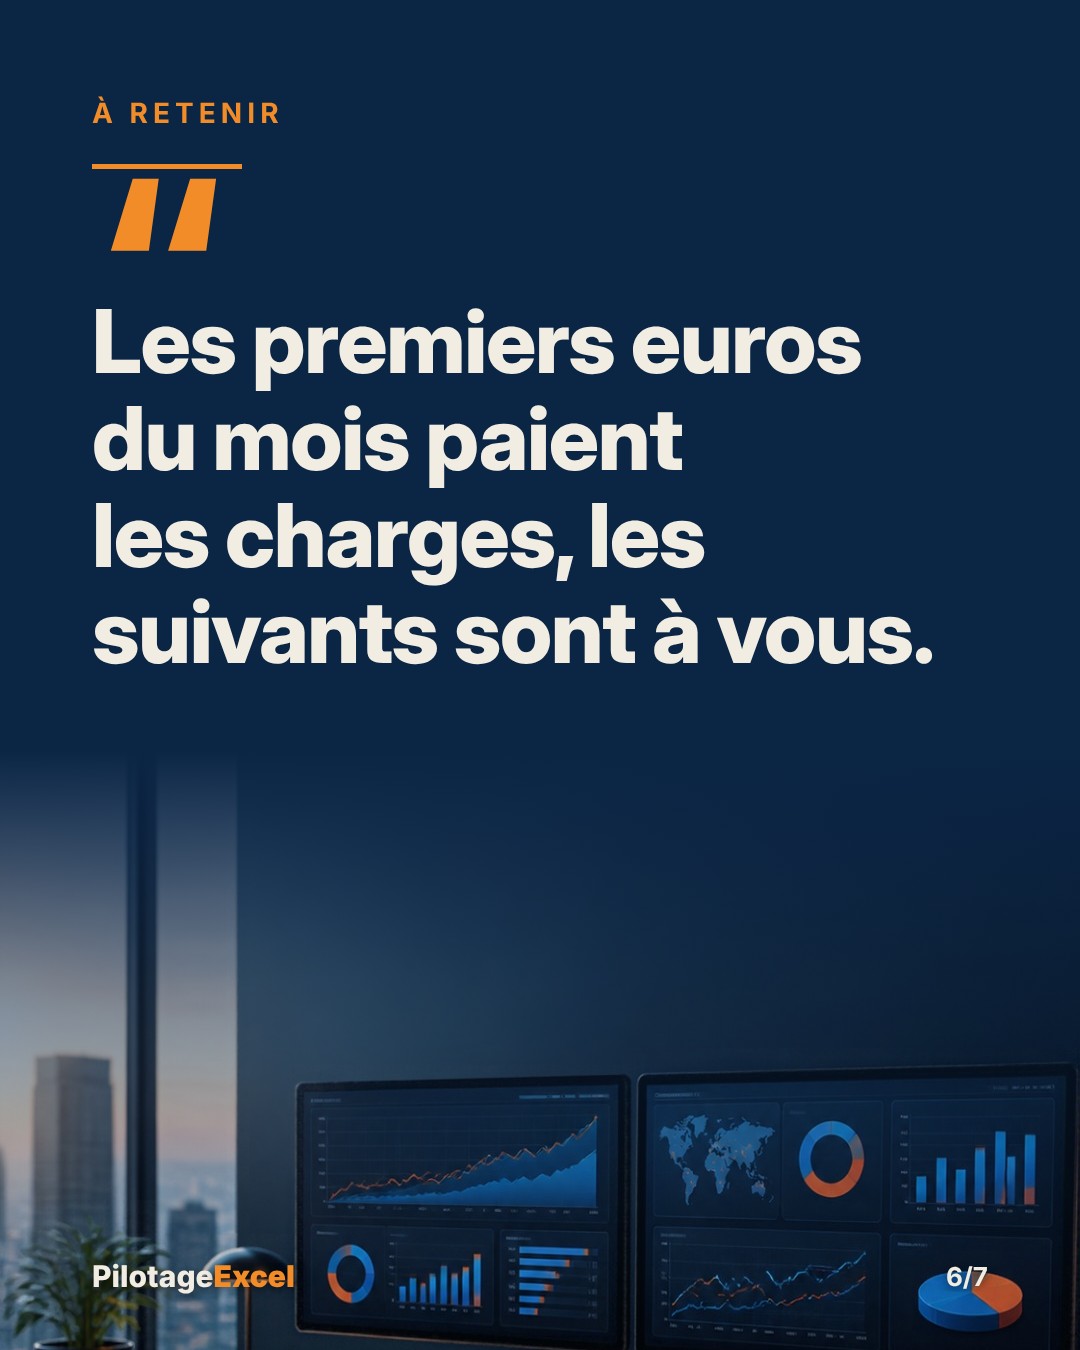 À RETENIR
"
Les premiers euros
du mois paient
les charges, les
suivants sont à vous.
PilotageExcel
6/7